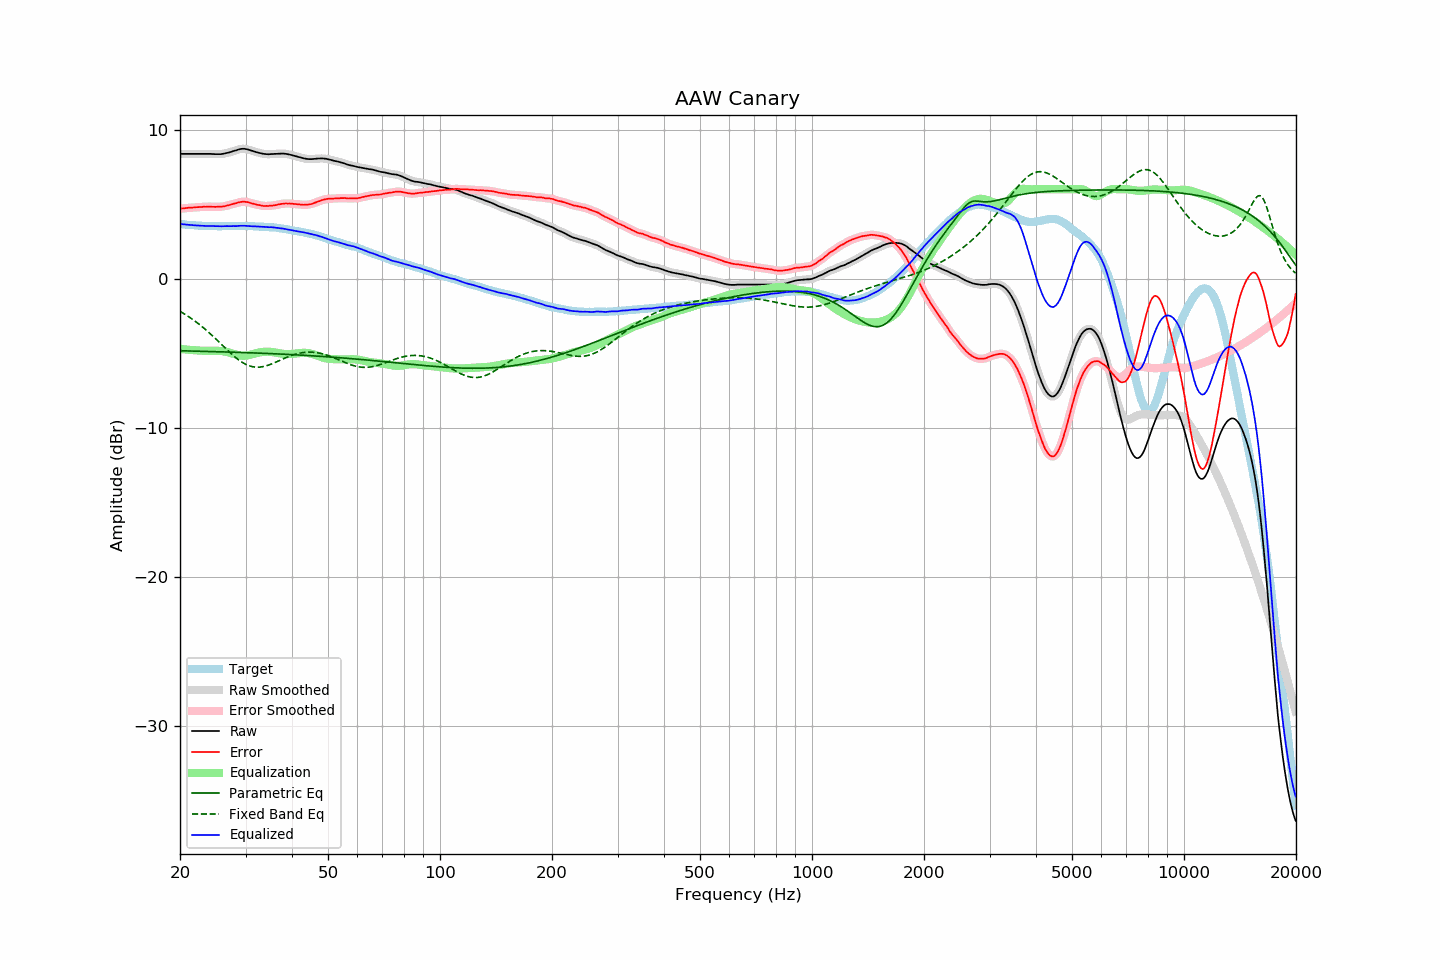 AAW Canary
10
0
−10
−20
−30
Amplitude (dBr)
Target
Raw Smoothed
Error Smoothed
Raw
Error
Equalization
Parametric Eq
Fixed Band Eq
Equalized
20 50 100 200 500 1000 2000 5000 10000 20000
Frequency (Hz)